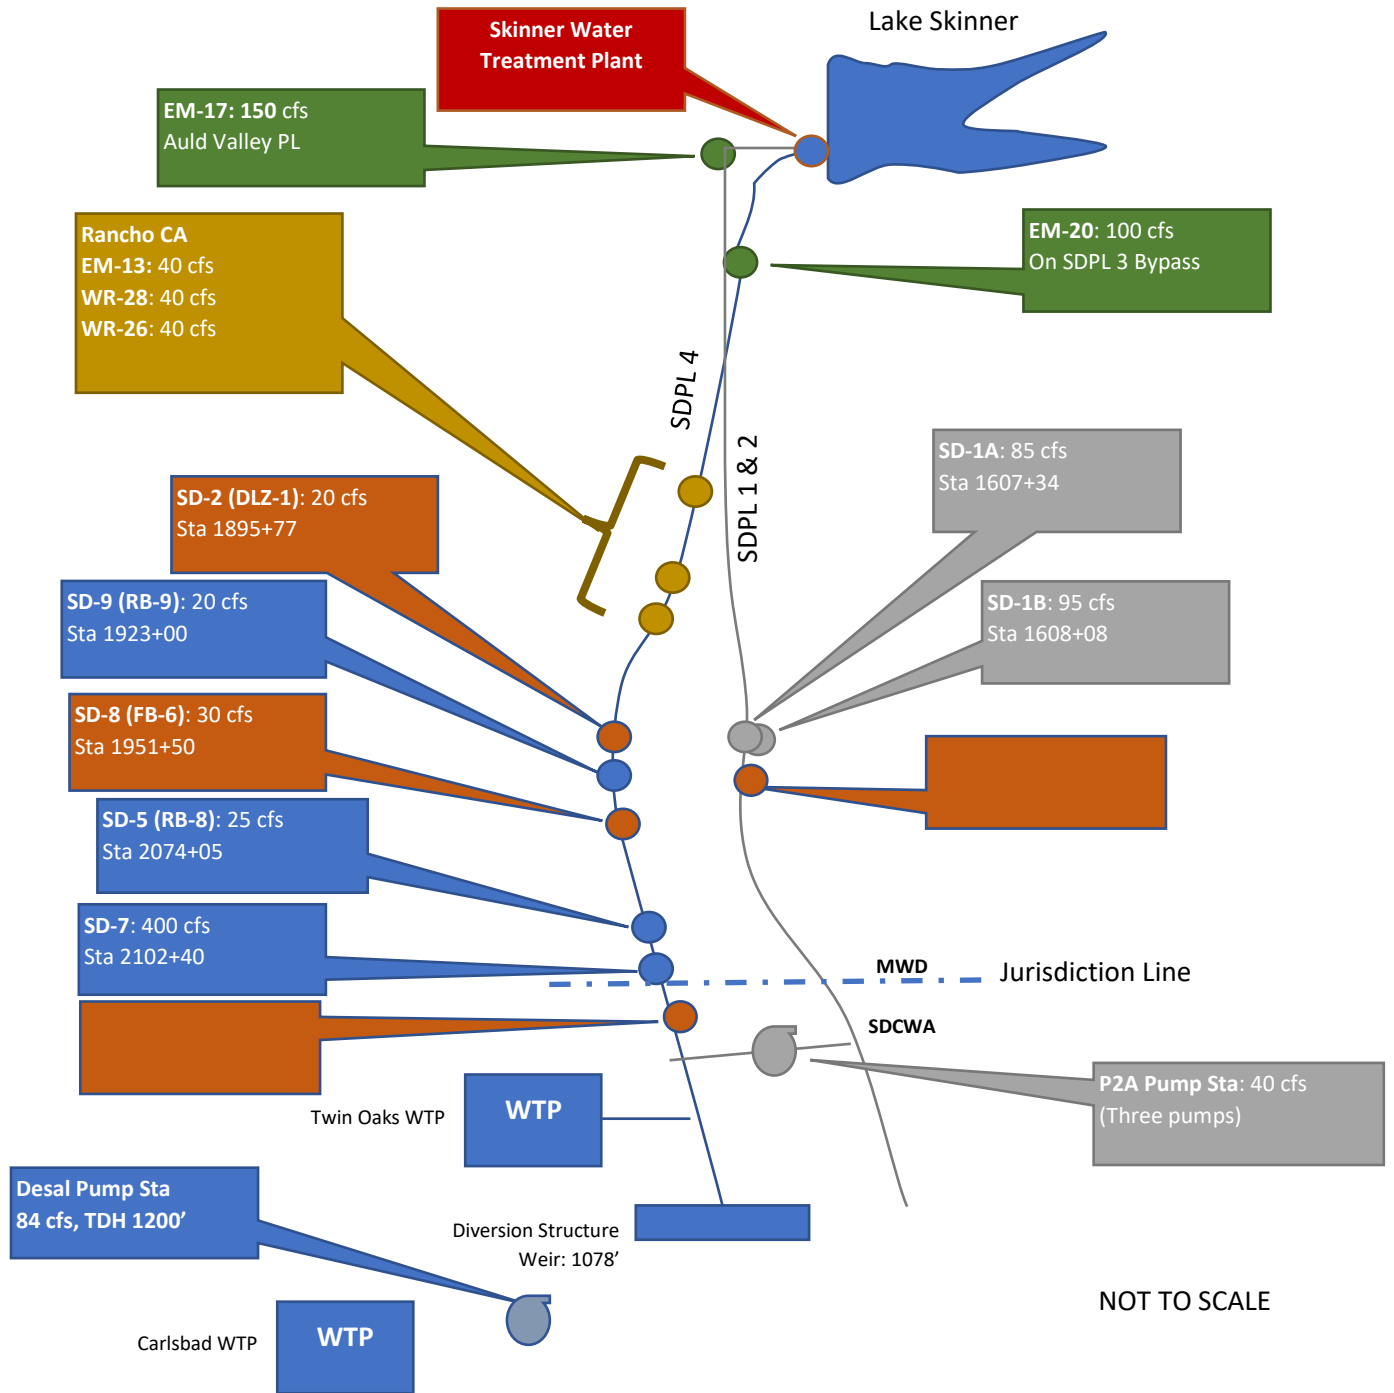 Lake Skinner
Skinner Water
Treatment Plant
EM-17: 150 cfs
Auld Valley PL
Rancho CA
EM-13: 40 cfs
WR-28: 40 cfs
WR-26: 40 cfs
EM-20: 100 cfs
On SDPL 3 Bypass
SDPL 4
SDPL 1 & 2
SD-1A: 85 cfs
Sta 1607+34
SD-2 (DLZ-1): 20 cfs
Sta 1895+77
SD-9 (RB-9): 20 cfs
Sta 1923+00
SD-1B: 95 cfs
Sta 1608+08
SD-8 (FB-6): 30 cfs
Sta 1951+50
SD-5 (RB-8): 25 cfs
Sta 2074+05
SD-7: 400 cfs
Sta 2102+40
MWD
Jurisdiction Line
SDCWA
P2A Pump Sta: 40 cfs
(Three pumps)
Twin Oaks WTP
WTP
Desal Pump Sta
84 cfs, TDH 1200’
Diversion Structure
Weir: 1078’
NOT TO SCALE
Carlsbad WTP
WTP